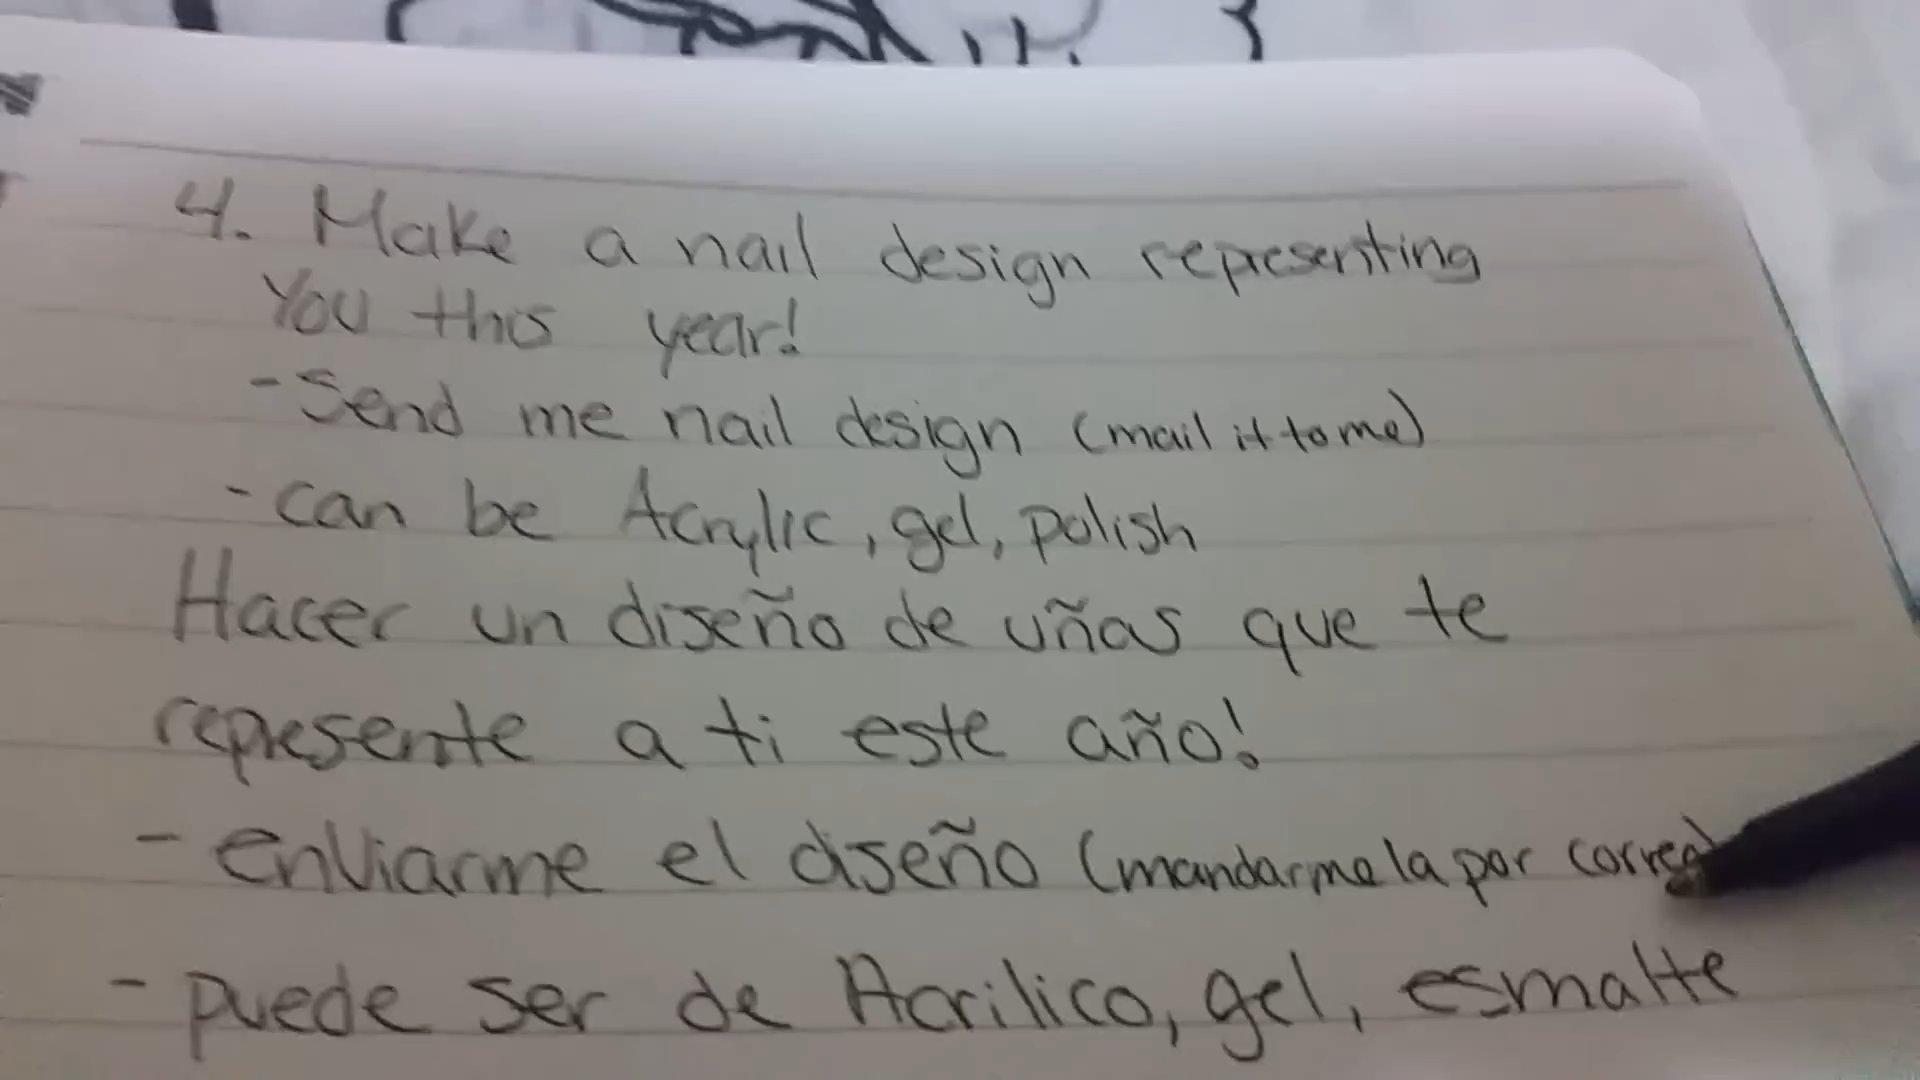 4. Make a nail design representing
You this year!
- Send me nail design (mail it to me)
- can be Acrylic, gel, polish
Hacer un diseño de uñas que te
represente a ti este año!
- enviarme el diseño (mandarmela por correo)
- puede ser de Acrilico, gel, esmalte